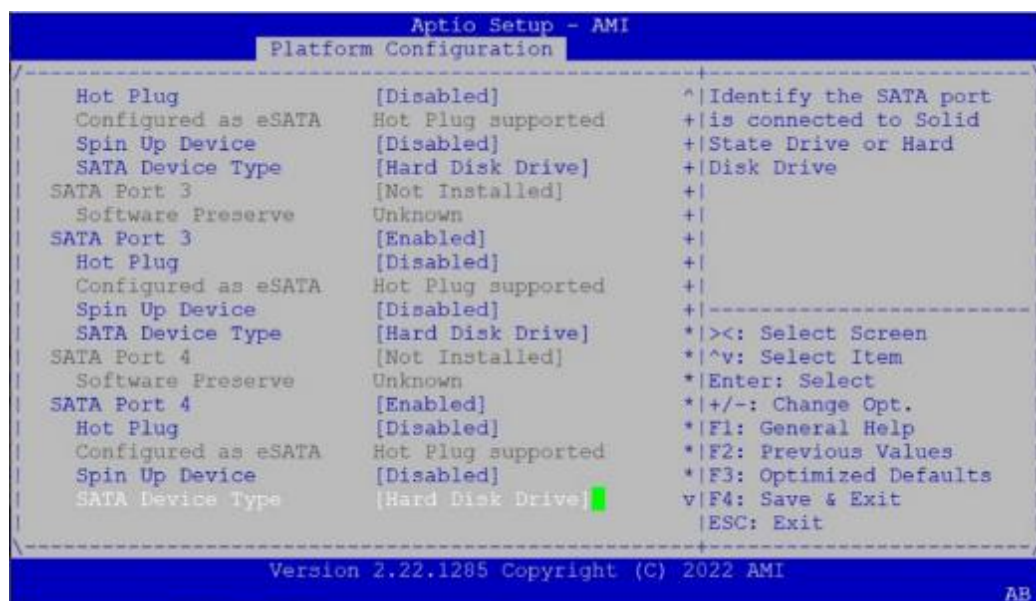 Aptio Setup - AMI
Platform Configuration
Hot Plug [Disabled] ^|Identify the SATA port
Configured as eSATA Hot Plug supported +|is connected to Solid
Spin Up Device [Disabled] +|State Drive or Hard
SATA Device Type [Hard Disk Drive] +|Disk Drive
SATA Port 3 [Not Installed] +|
Software Preserve Unknown +|
SATA Port 3 [Enabled] +|
Hot Plug [Disabled] +|
Configured as eSATA Hot Plug supported +|
Spin Up Device [Disabled] +|
SATA Device Type [Hard Disk Drive] *|><: Select Screen
SATA Port 4 [Not Installed] *|^v: Select Item
Software Preserve Unknown *|Enter: Select
SATA Port 4 [Enabled] *|+/-: Change Opt.
Hot Plug [Disabled] *|F1: General Help
Configured as eSATA Hot Plug supported *|F2: Previous Values
Spin Up Device [Disabled] *|F3: Optimized Defaults
SATA Device Type [Hard Disk Drive] v|F4: Save & Exit
|ESC: Exit
Version 2.22.1285 Copyright (C) 2022 AMI
AB